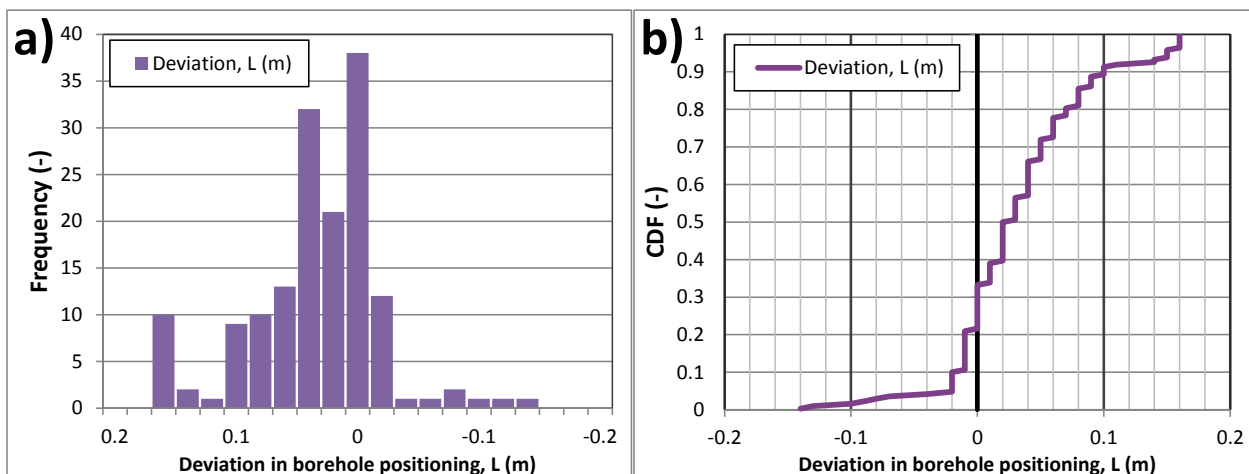 a)
Deviation, L (m)
Frequency (-)
40
35
30
25
20
15
10
5
0
0.2 0.1 0 -0.1 -0.2
Deviation in borehole positioning, L (m)
b)
Deviation, L (m)
CDF (-)
1
0.9
0.8
0.7
0.6
0.5
0.4
0.3
0.2
0.1
0
-0.2 -0.1 0 0.1 0.2
Deviation in borehole positioning, L (m)